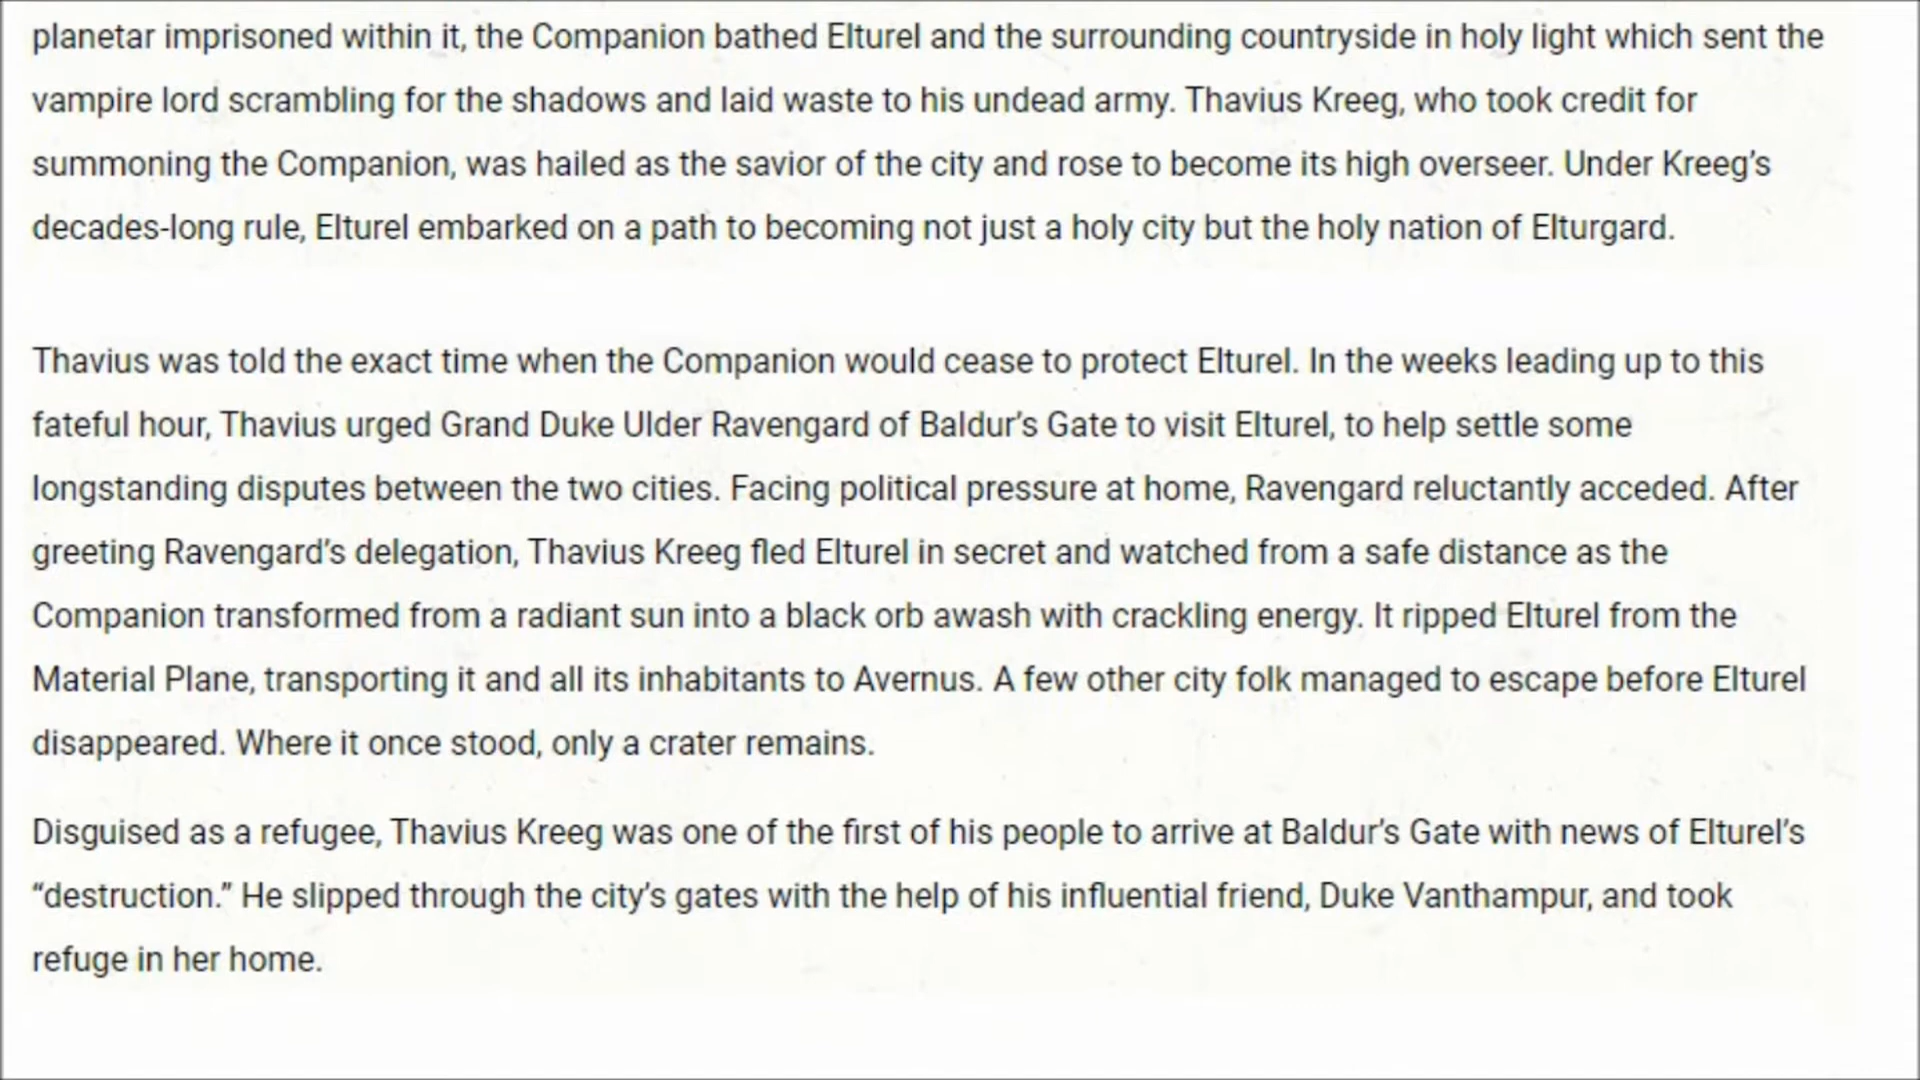 planetar imprisoned within it, the Companion bathed Elturel and the surrounding countryside in holy light which sent the
vampire lord scrambling for the shadows and laid waste to his undead army. Thavius Kreeg, who took credit for
summoning the Companion, was hailed as the savior of the city and rose to become its high overseer. Under Kreeg’s
decades-long rule, Elturel embarked on a path to becoming not just a holy city but the holy nation of Elturgard.
Thavius was told the exact time when the Companion would cease to protect Elturel. In the weeks leading up to this
fateful hour, Thavius urged Grand Duke Ulder Ravengard of Baldur’s Gate to visit Elturel, to help settle some
longstanding disputes between the two cities. Facing political pressure at home, Ravengard reluctantly acceded. After
greeting Ravengard’s delegation, Thavius Kreeg fled Elturel in secret and watched from a safe distance as the
Companion transformed from a radiant sun into a black orb awash with crackling energy. It ripped Elturel from the
Material Plane, transporting it and all its inhabitants to Avernus. A few other city folk managed to escape before Elturel
disappeared. Where it once stood, only a crater remains.
Disguised as a refugee, Thavius Kreeg was one of the first of his people to arrive at Baldur’s Gate with news of Elturel’s
“destruction.” He slipped through the city’s gates with the help of his influential friend, Duke Vanthampur, and took
refuge in her home.